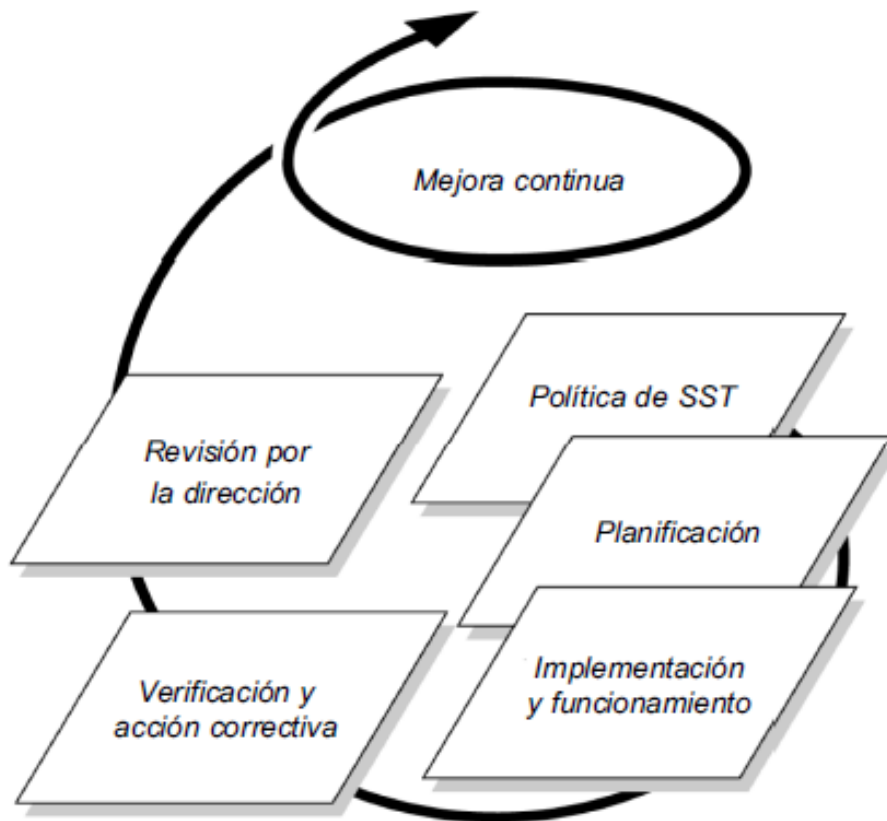 Mejora continua
Política de SST
Revisión por
la dirección
Planificación
Implementación
y funcionamiento
Verificación y
acción correctiva